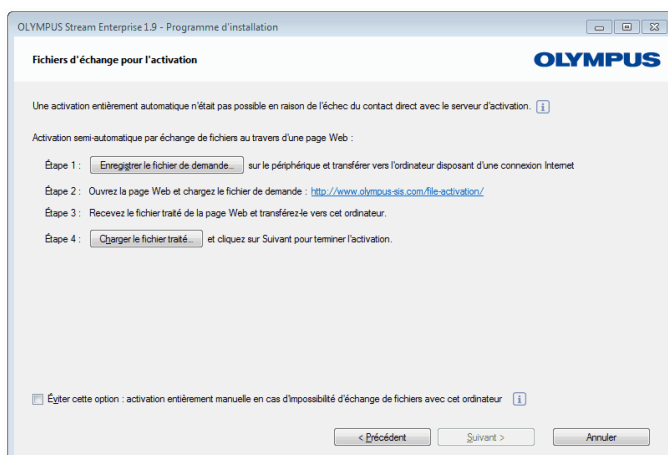 OLYMPUS Stream Enterprise 1.9 - Programme d'installation
Fichiers d'échange pour l'activation
OLYMPUS
Une activation entièrement automatique n'était pas possible en raison de l'échec du contact direct avec le serveur d'activation. i
Activation semi-automatique par échange de fichiers au travers d'une page Web :
Étape 1 : Enregistrer le fichier de demande... sur le périphérique et transférer vers l'ordinateur disposant d'une connexion Internet
Étape 2 : Ouvrez la page Web et chargez le fichier de demande : http://www.olympus-sis.com/file-activation/
Étape 3 : Recevez le fichier traité de la page Web et transférez-le vers cet ordinateur.
Étape 4 : Charger le fichier traité... et cliquez sur Suivant pour terminer l'activation.
Éviter cette option : activation entièrement manuelle en cas d'impossibilité d'échange de fichiers avec cet ordinateur i
< Précédent Suivant > Annuler